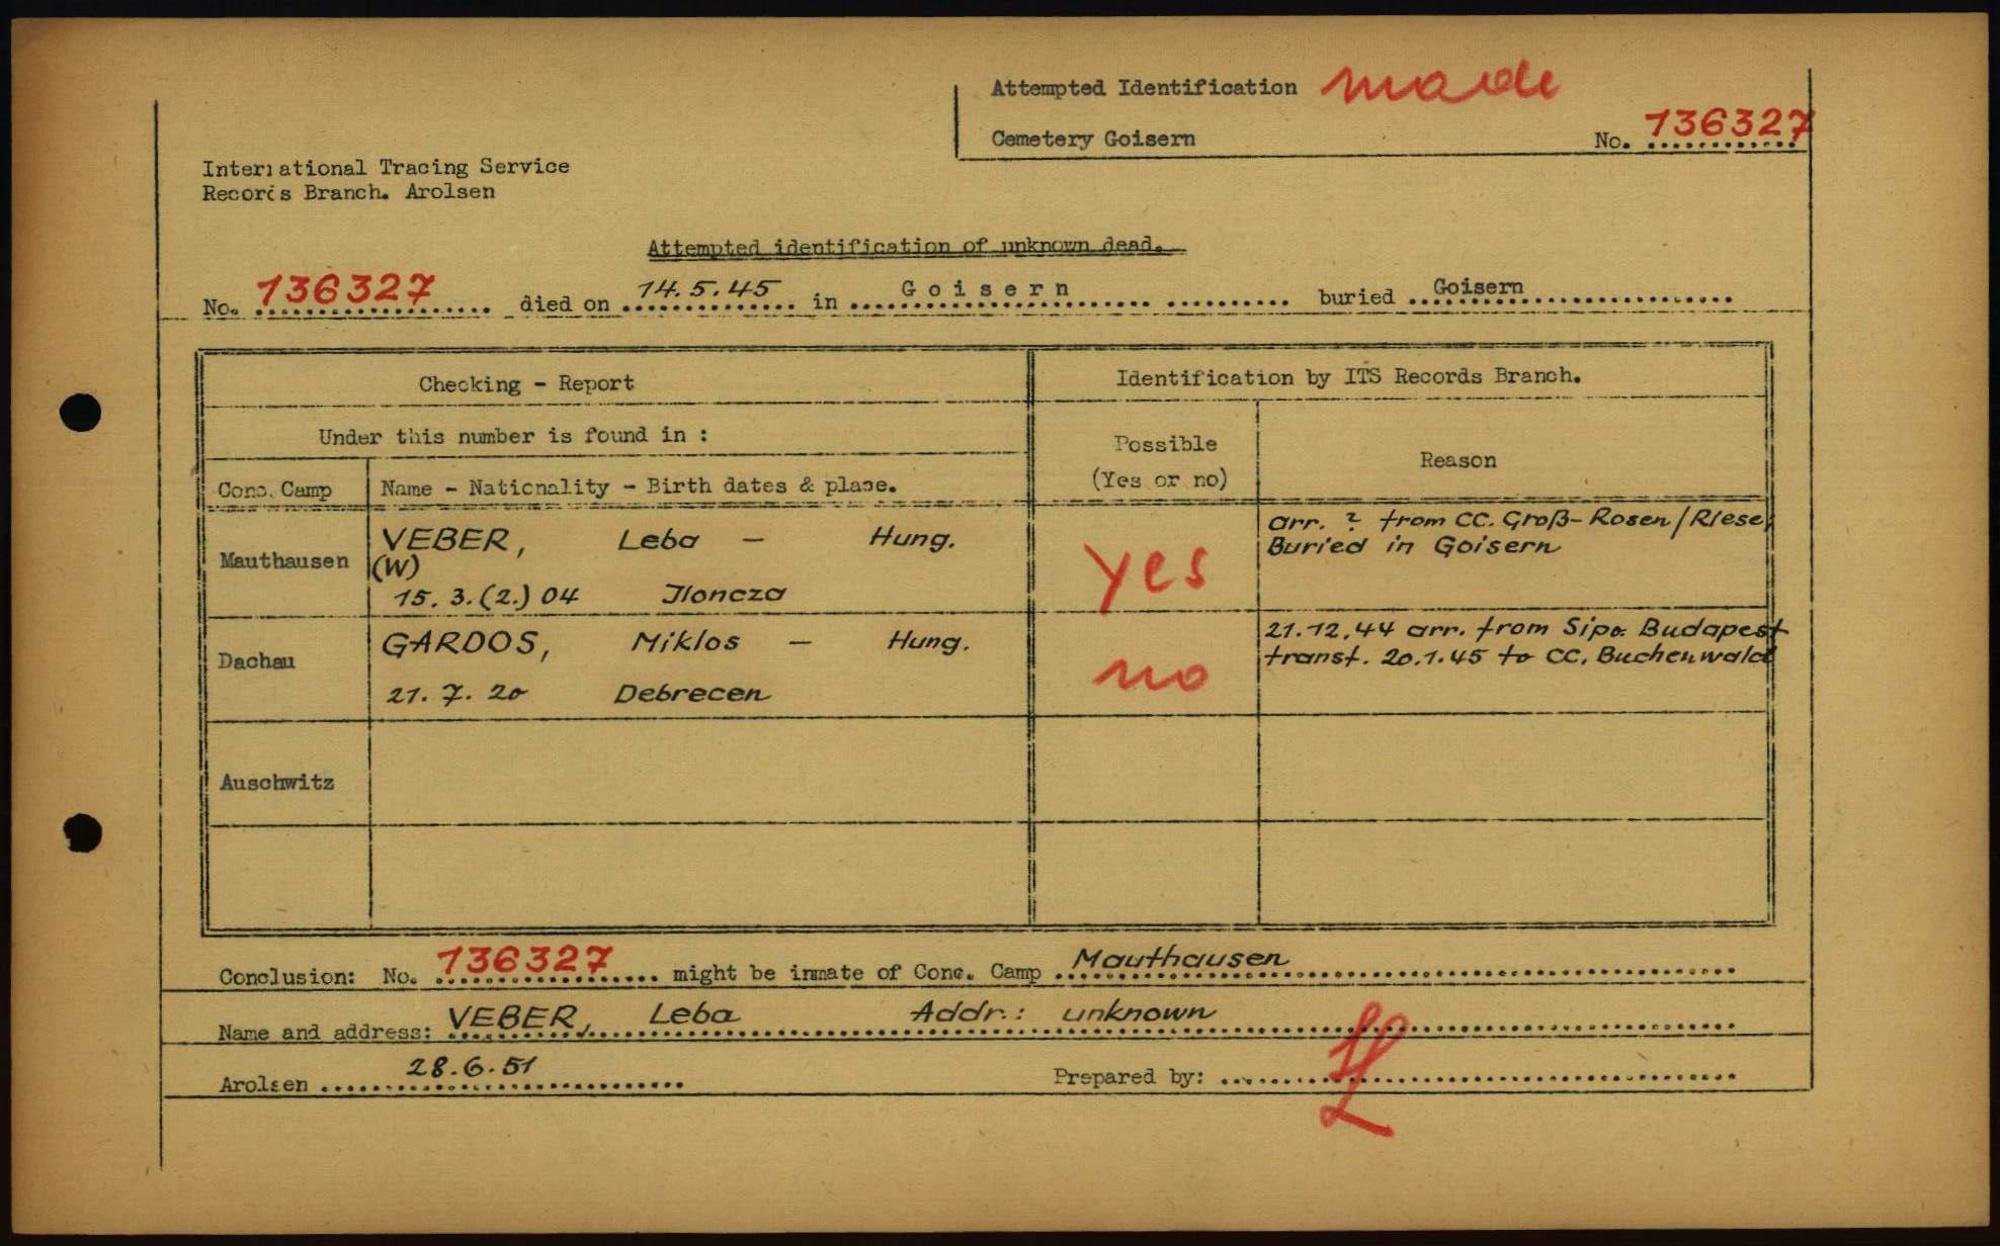 Attempted Identification made
Cemetery Goisern No. 136327
International Tracing Service
Records Branch. Arolsen
Attempted identification of unknown dead.
No. 136327 died on 14.5.45 in Goisern buried Goisern
Checking - Report
Identification by ITS Records Branch.
Under this number is found in :
Possible
(Yes or no)
Reason
Conc. Camp
Name - Nationality - Birth dates & place.
Mauthausen
VEBER, Leba - Hung.
(W)
15. 3. (2.) 04 Jloncza
yes
arr. ? from CC. Groß-Rosen/Riese,
Buried in Goisern
Dachau
GARDOS, Miklos - Hung.
21. 7. 20 Debrecen
no
21.12.44 arr. from Sipo Budapest
transf. 20.1.45 to CC. Buchenwald
Auschwitz
Conclusion: No. 136327 might be inmate of Conc. Camp Mauthausen
Name and address: VEBER, Leba Addr.: unknown
Arolsen 28.6.51
Prepared by: